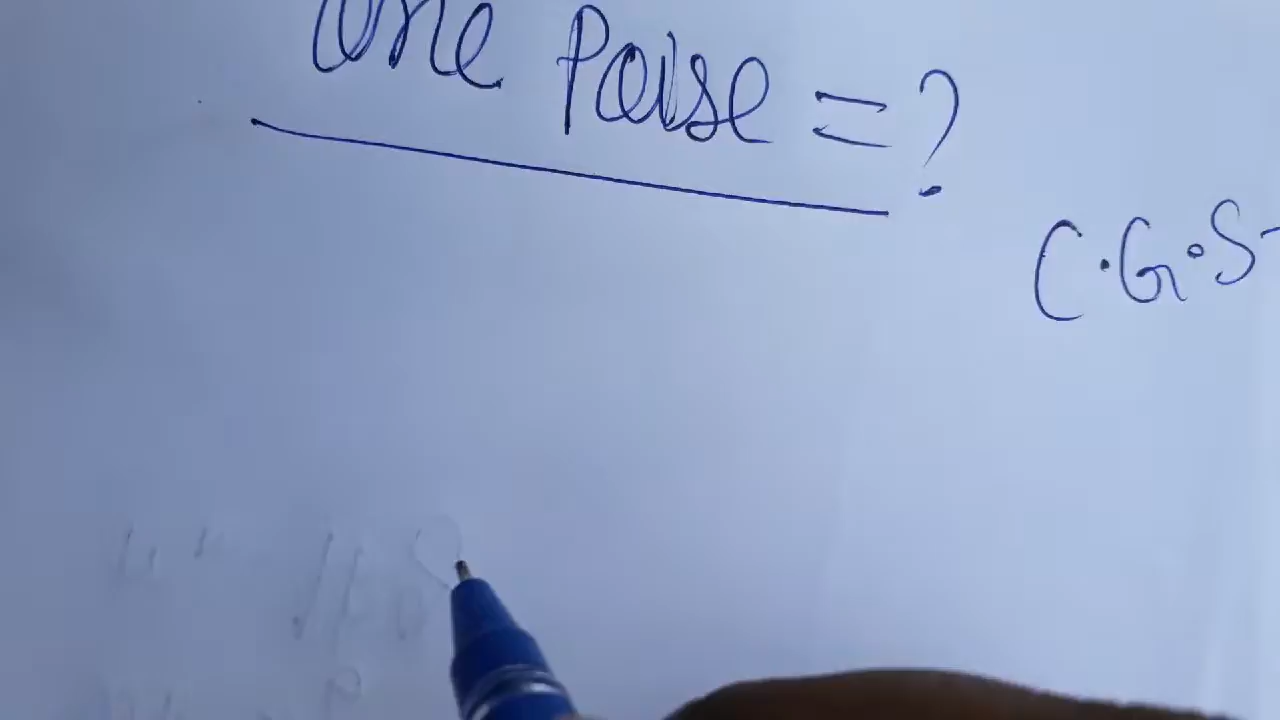 One Poise = ?
C.G.S